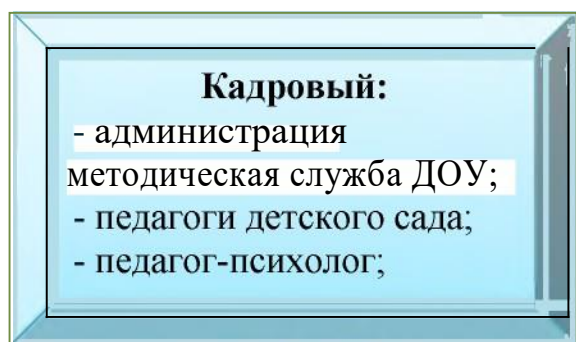 Кадровый:
- администрация
методическая служба ДОУ;
- педагоги детского сада;
- педагог-психолог;